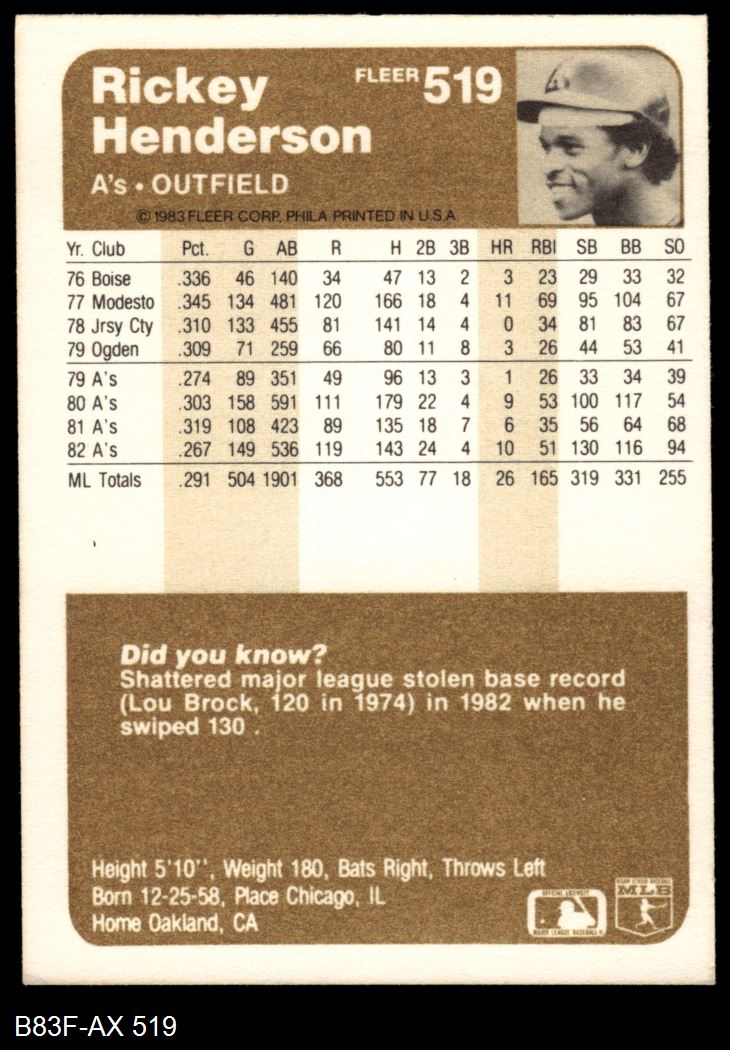 Rickey
Henderson
FLEER 519
A's • OUTFIELD
© 1983 FLEER CORP. PHILA. PRINTED IN U.S.A.
Yr. Club Pct. G AB R H 2B 3B HR RBI SB BB SO
76 Boise .336 46 140 34 47 13 2 3 23 29 33 32
77 Modesto .345 134 481 120 166 18 4 11 69 95 104 67
78 Jrsy Cty .310 133 455 81 141 14 4 0 34 81 83 67
79 Ogden .309 71 259 66 80 11 8 3 26 44 53 41
79 A's .274 89 351 49 96 13 3 1 26 33 34 39
80 A's .303 158 591 111 179 22 4 9 53 100 117 54
81 A's .319 108 423 89 135 18 7 6 35 56 64 68
82 A's .267 149 536 119 143 24 4 10 51 130 116 94
ML Totals .291 504 1901 368 553 77 18 26 165 319 331 255
Did you know?
Shattered major league stolen base record
(Lou Brock, 120 in 1974) in 1982 when he
swiped 130 .
Height 5'10'', Weight 180, Bats Right, Throws Left
Born 12-25-58, Place Chicago, IL
Home Oakland, CA
OFFICIAL LICENSEE
MAJOR LEAGUE BASEBALL
MAJOR LEAGUE BASEBALL
MLB
B83F-AX 519